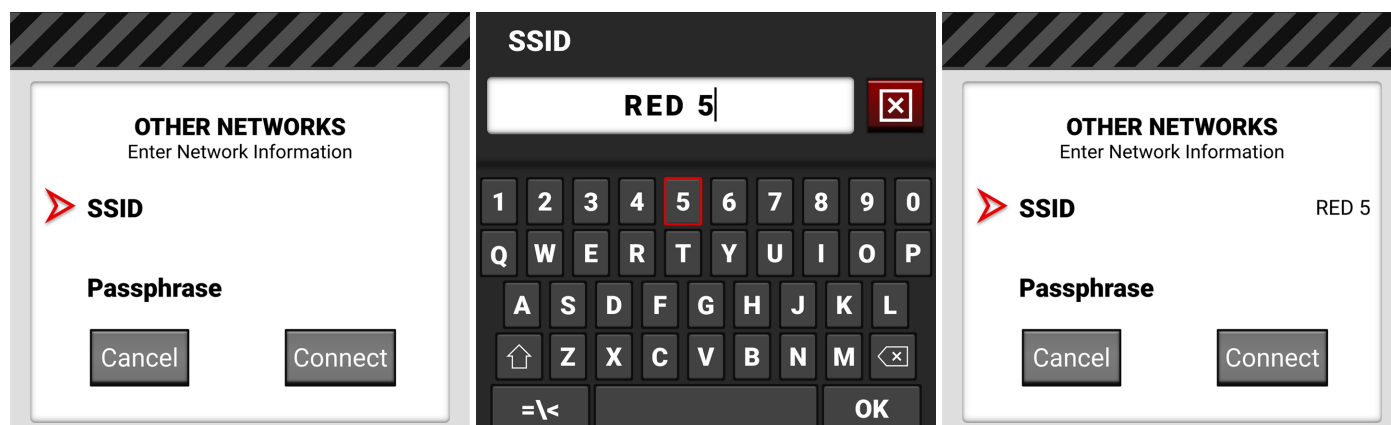 OTHER NETWORKS
Enter Network Information
SSID
Passphrase
Cancel Connect
SSID
RED 5
1 2 3 4 5 6 7 8 9 0
Q W E R T Y U I O P
A S D F G H J K L
Z X C V B N M
=\< OK
OTHER NETWORKS
Enter Network Information
SSID RED 5
Passphrase
Cancel Connect